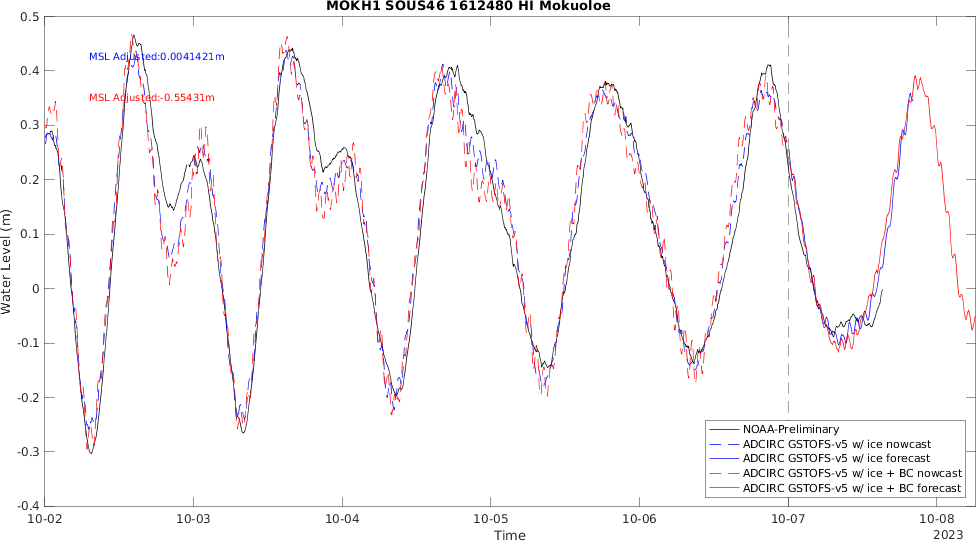 MOKH1 SOUS46 1612480 HI Mokuoloe
Water Level (m)
0.5
0.4
0.3
0.2
0.1
0
-0.1
-0.2
-0.3
-0.4
MSL Adjusted:0.0041421m
MSL Adjusted:-0.55431m
NOAA-Preliminary
ADCIRC GSTOFS-v5 w/ ice nowcast
ADCIRC GSTOFS-v5 w/ ice forecast
ADCIRC GSTOFS-v5 w/ ice + BC nowcast
ADCIRC GSTOFS-v5 w/ ice + BC forecast
10-02 10-03 10-04 10-05 10-06 10-07 10-08
Time
2023